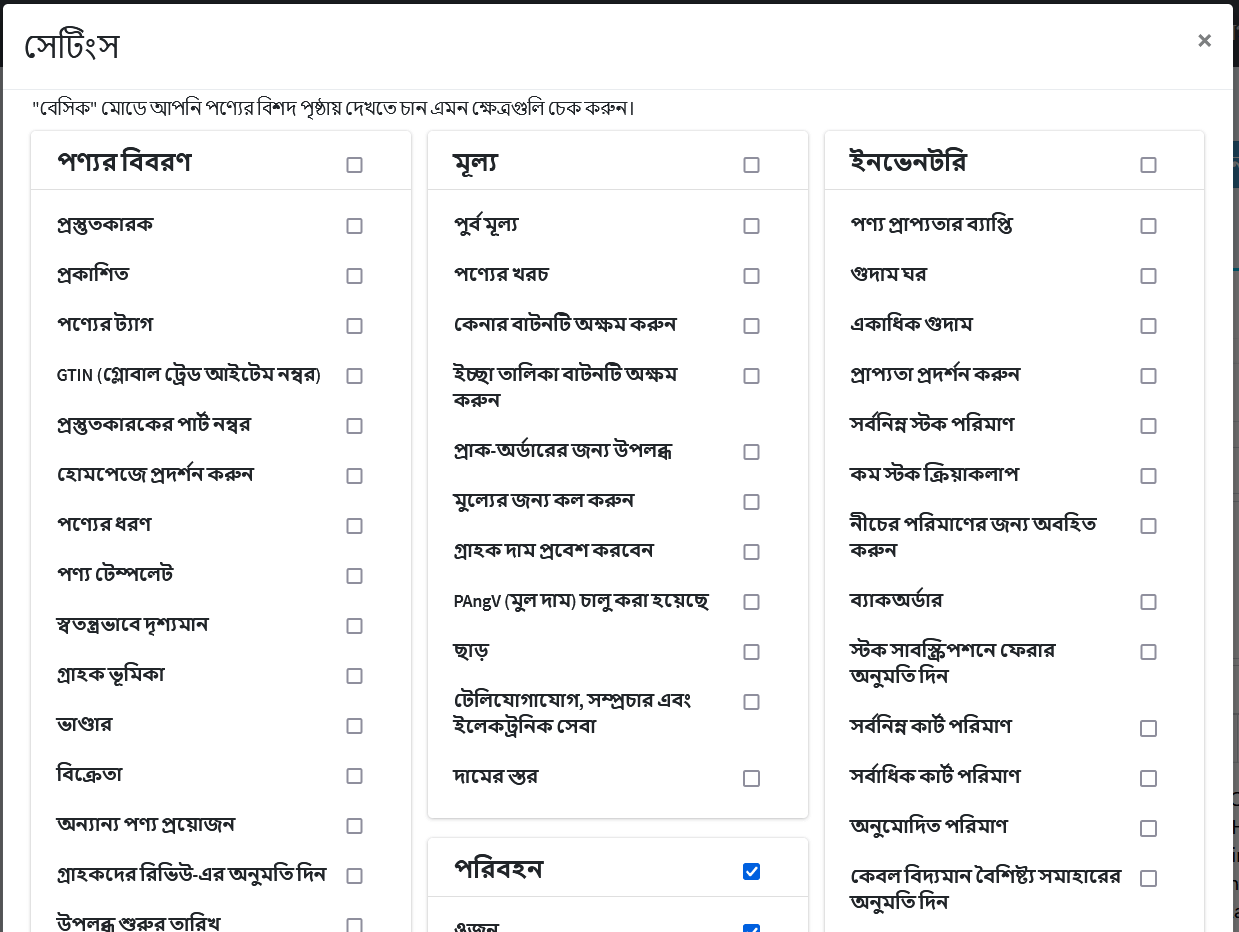 সেটিংস
×
"বেসিক" মোডে আপনি পণ্যের বিশদ পৃষ্ঠায় দেখতে চান এমন ক্ষেত্রগুলি চেক করুন।
পণ্যর বিবরণ
প্রস্তুতকারক
প্রকাশিত
পণ্যের ট্যাগ
GTIN (গ্লোবাল ট্রেড আইটেম নম্বর)
প্রস্তুতকারকের পার্ট নম্বর
হোমপেজে প্রদর্শন করুন
পণ্যের ধরণ
পণ্য টেম্পলেট
স্বতন্ত্রভাবে দৃশ্যমান
গ্রাহক ভূমিকা
ভাণ্ডার
বিক্রেতা
অন্যান্য পণ্য প্রয়োজন
গ্রাহকদের রিভিউ-এর অনুমতি দিন
উপলব্ধ শুরুর তারিখ
মূল্য
পুর্ব মূল্য
পণ্যের খরচ
কেনার বাটনটি অক্ষম করুন
ইচ্ছা তালিকা বাটনটি অক্ষম
করুন
প্রাক-অর্ডারের জন্য উপলব্ধ
মুল্যের জন্য কল করুন
গ্রাহক দাম প্রবেশ করবেন
PAngV (মুল দাম) চালু করা হয়েছে
ছাড়
টেলিযোগাযোগ, সম্প্রচার এবং
ইলেকট্রনিক সেবা
দামের স্তর
পরিবহন
ওজন
ইনভেনটরি
পণ্য প্রাপ্যতার ব্যাপ্তি
গুদাম ঘর
একাধিক গুদাম
প্রাপ্যতা প্রদর্শন করুন
সর্বনিম্ন স্টক পরিমাণ
কম স্টক ক্রিয়াকলাপ
নীচের পরিমাণের জন্য অবহিত
করুন
ব্যাকঅর্ডার
স্টক সাবস্ক্রিপশনে ফেরার
অনুমতি দিন
সর্বনিম্ন কার্ট পরিমাণ
সর্বাধিক কার্ট পরিমাণ
অনুমোদিত পরিমাণ
কেবল বিদ্যমান বৈশিষ্ট্য সমাহারের
অনুমতি দিন